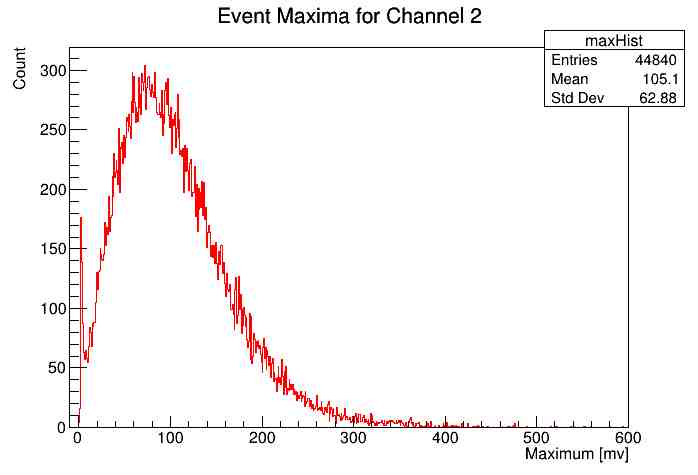 Event Maxima for Channel 2
maxHist
Entries 44840
Mean 105.1
Std Dev 62.88
Count
300
250
200
150
100
50
0
0 100 200 300 400 500 600
Maximum [mv]